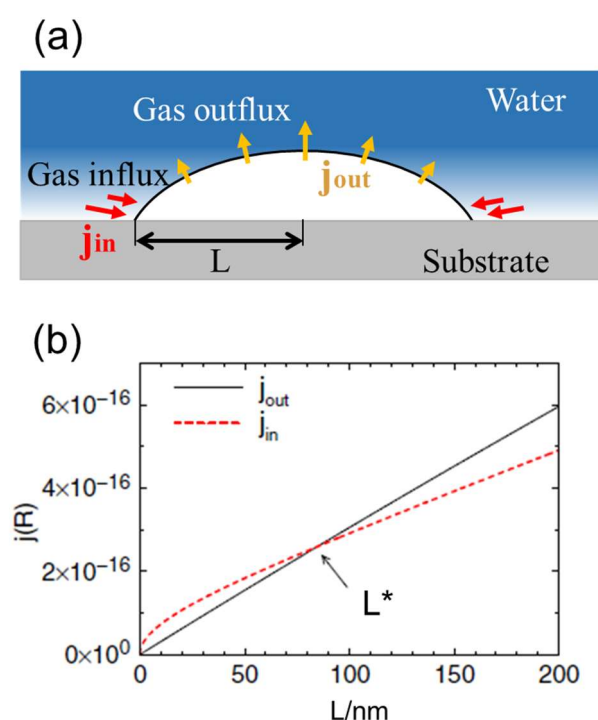 (a)
Gas outflux
Water
Gas influx
jout
jin
L
Substrate
(b)
6×10⁻¹⁶
4×10⁻¹⁶
2×10⁻¹⁶
0×10⁰
j(R)
jout
jin
L*
0
50
100
150
200
L/nm